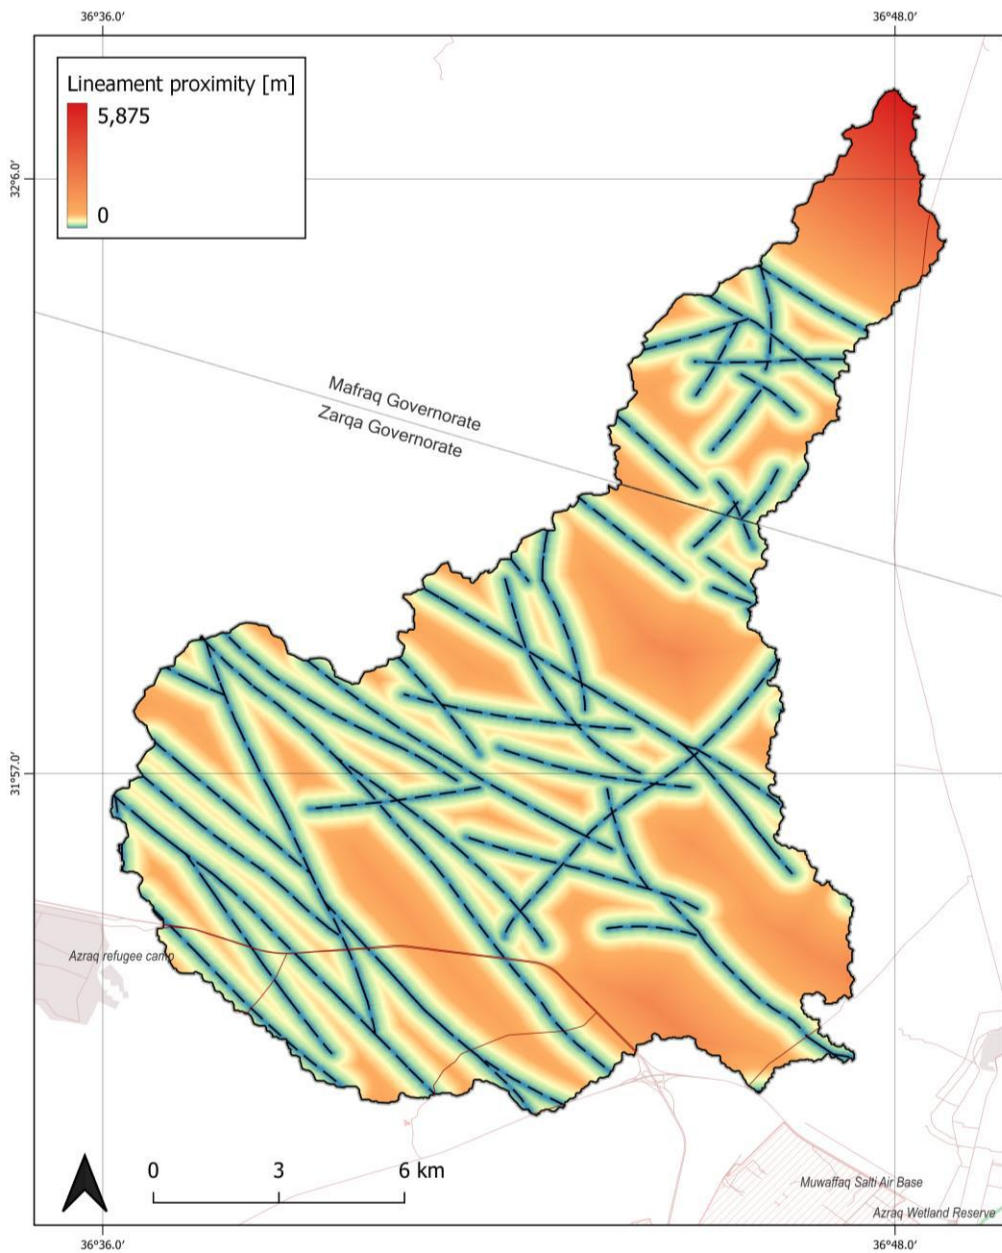 36°36.0' 36°48.0'
Lineament proximity [m]
5,875
0
32°6.0'
Mafraq Governorate
Zarqa Governorate
31°57.0'
Azraq refugee camp
0 3 6 km
Muwaffaq Salti Air Base
Azraq Wetland Reserve
36°36.0' 36°48.0'